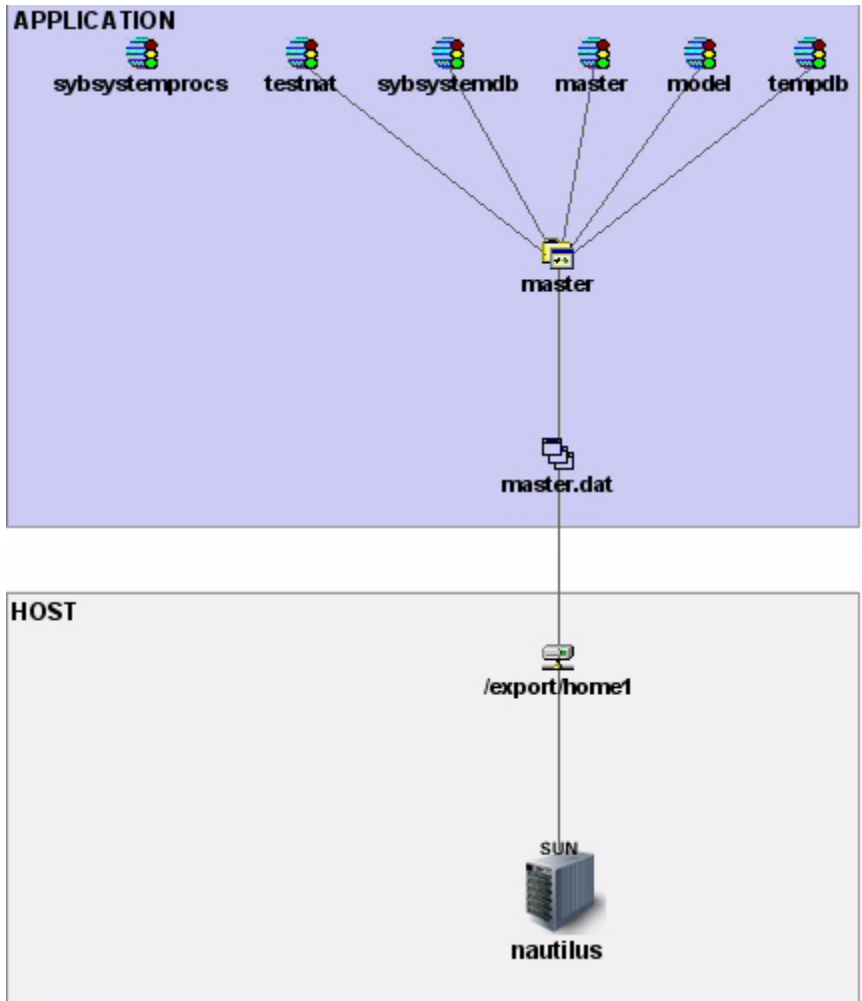 APPLICATION
sybsystemprocs testnat sybsystemdb master model tempdb
master
master.dat
HOST
/export/home1
SUN
nautilus